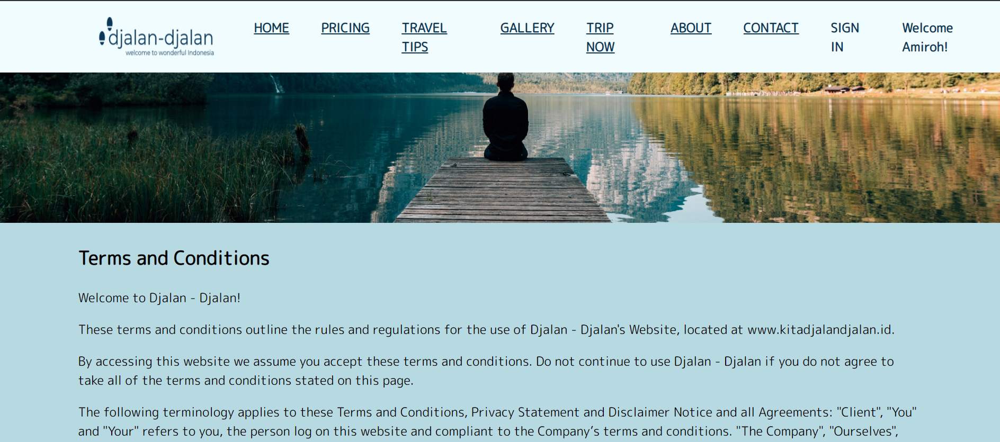 djalan-djalan
welcome to wonderful Indonesia
HOME
PRICING
TRAVEL
TIPS
GALLERY
TRIP
NOW
ABOUT
CONTACT
SIGN
IN
Welcome
Amiroh!
Terms and Conditions
Welcome to Djalan - Djalan!
These terms and conditions outline the rules and regulations for the use of Djalan - Djalan's Website, located at www.kitadjalandjalan.id.
By accessing this website we assume you accept these terms and conditions. Do not continue to use Djalan - Djalan if you do not agree to
take all of the terms and conditions stated on this page.
The following terminology applies to these Terms and Conditions, Privacy Statement and Disclaimer Notice and all Agreements: "Client", "You"
and "Your" refers to you, the person log on this website and compliant to the Company’s terms and conditions. "The Company", "Ourselves",